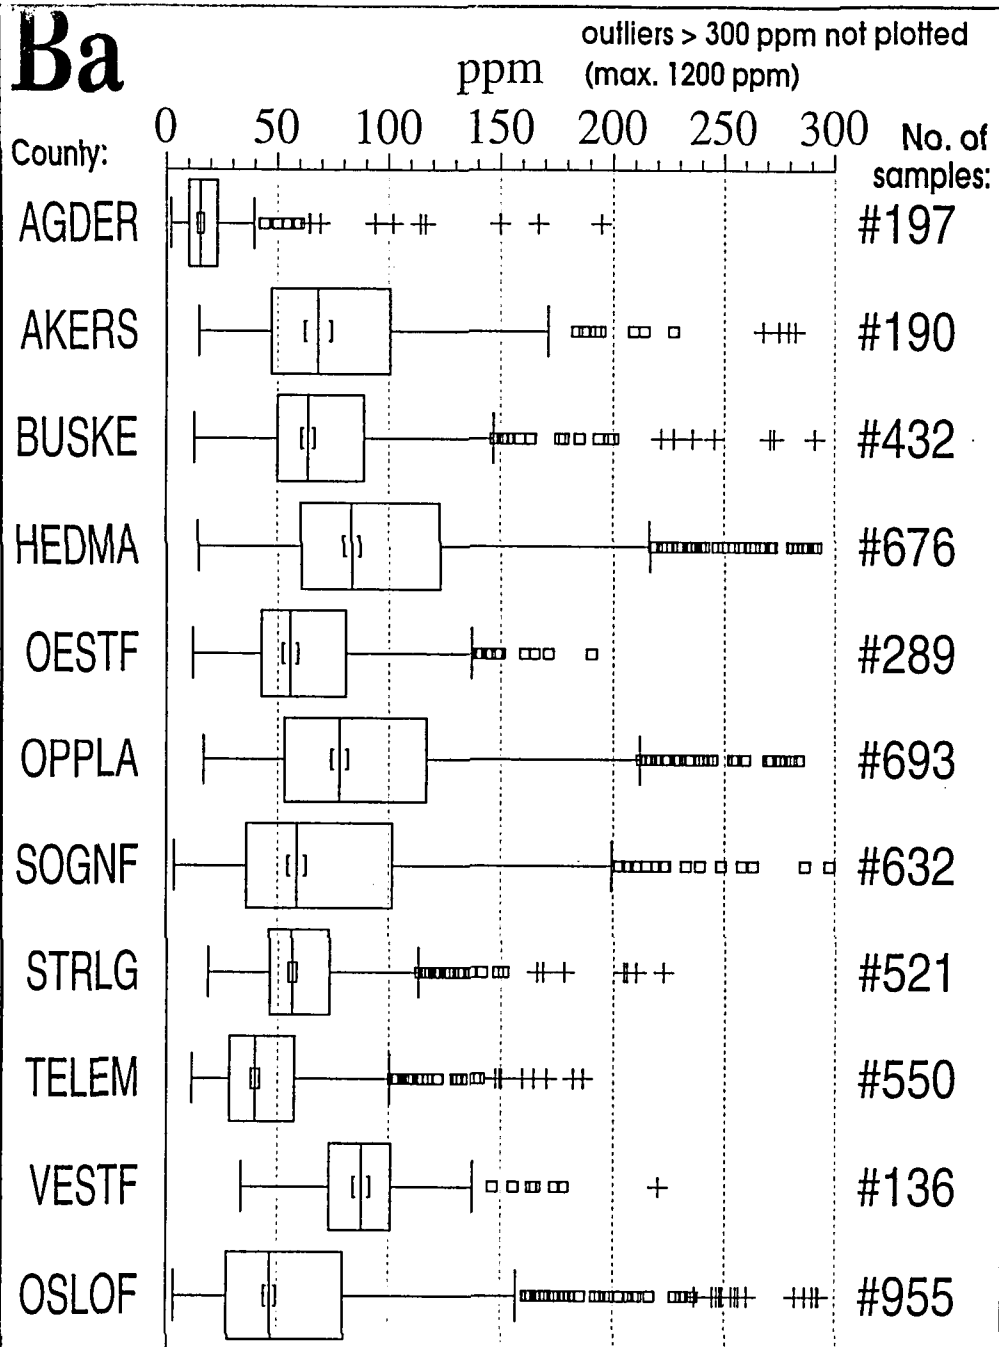 Ba
outliers > 300 ppm not plotted
ppm (max. 1200 ppm)
0 50 100 150 200 250 300
County: No. of
samples:
AGDER #197
AKERS #190
BUSKE #432
HEDMA #676
OESTF #289
OPPLA #693
SOGNF #632
STRLG #521
TELEM #550
VESTF #136
OSLOF #955